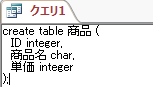 クエリ1
create table 商品 (
ID integer,
商品名 char,
単価 integer
);